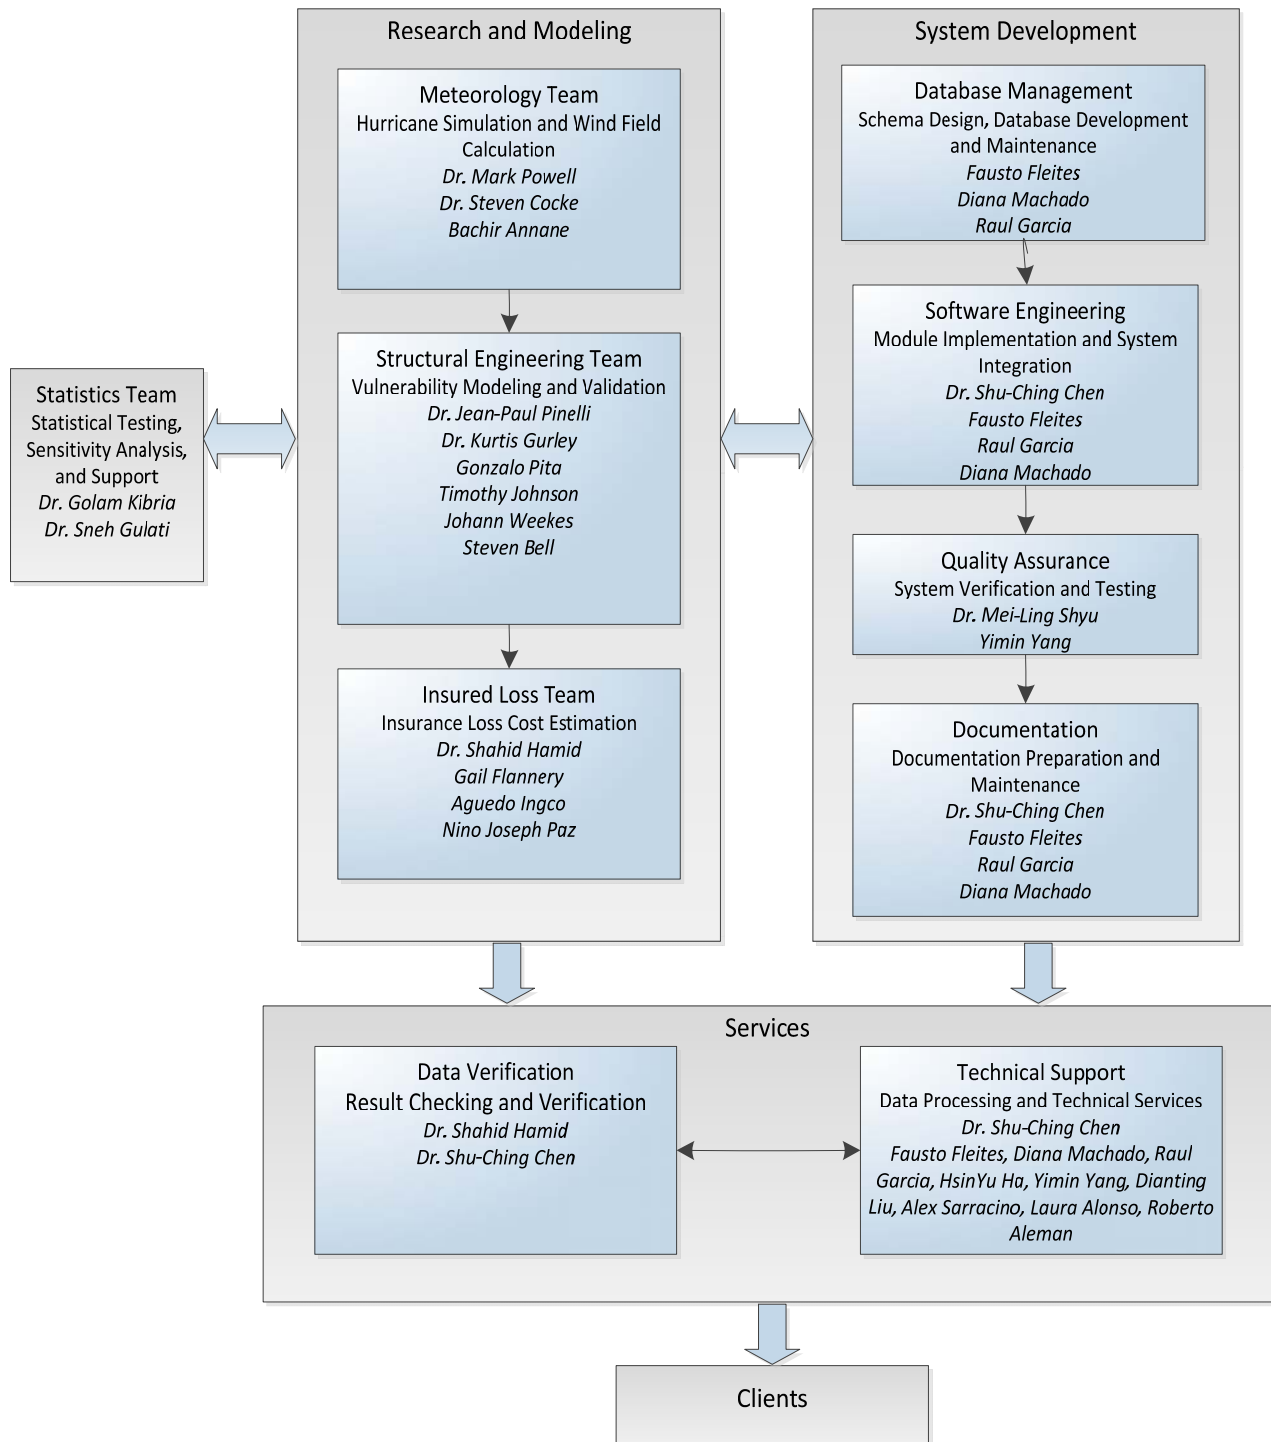 Research and Modeling
Meteorology Team
Hurricane Simulation and Wind Field
Calculation
Dr. Mark Powell
Dr. Steven Cocke
Bachir Annane
Structural Engineering Team
Vulnerability Modeling and Validation
Dr. Jean-Paul Pinelli
Dr. Kurtis Gurley
Gonzalo Pita
Timothy Johnson
Johann Weekes
Steven Bell
Insured Loss Team
Insurance Loss Cost Estimation
Dr. Shahid Hamid
Gail Flannery
Aguedo Ingco
Nino Joseph Paz
System Development
Database Management
Schema Design, Database Development
and Maintenance
Fausto Fleites
Diana Machado
Raul Garcia
Software Engineering
Module Implementation and System
Integration
Dr. Shu-Ching Chen
Fausto Fleites
Raul Garcia
Diana Machado
Quality Assurance
System Verification and Testing
Dr. Mei-Ling Shyu
Yimin Yang
Documentation
Documentation Preparation and
Maintenance
Dr. Shu-Ching Chen
Fausto Fleites
Raul Garcia
Diana Machado
Statistics Team
Statistical Testing,
Sensitivity Analysis,
and Support
Dr. Golam Kibria
Dr. Sneh Gulati
Services
Data Verification
Result Checking and Verification
Dr. Shahid Hamid
Dr. Shu-Ching Chen
Technical Support
Data Processing and Technical Services
Dr. Shu-Ching Chen
Fausto Fleites, Diana Machado, Raul
Garcia, HsinYu Ha, Yimin Yang, Dianting
Liu, Alex Sarracino, Laura Alonso, Roberto
Aleman
Clients